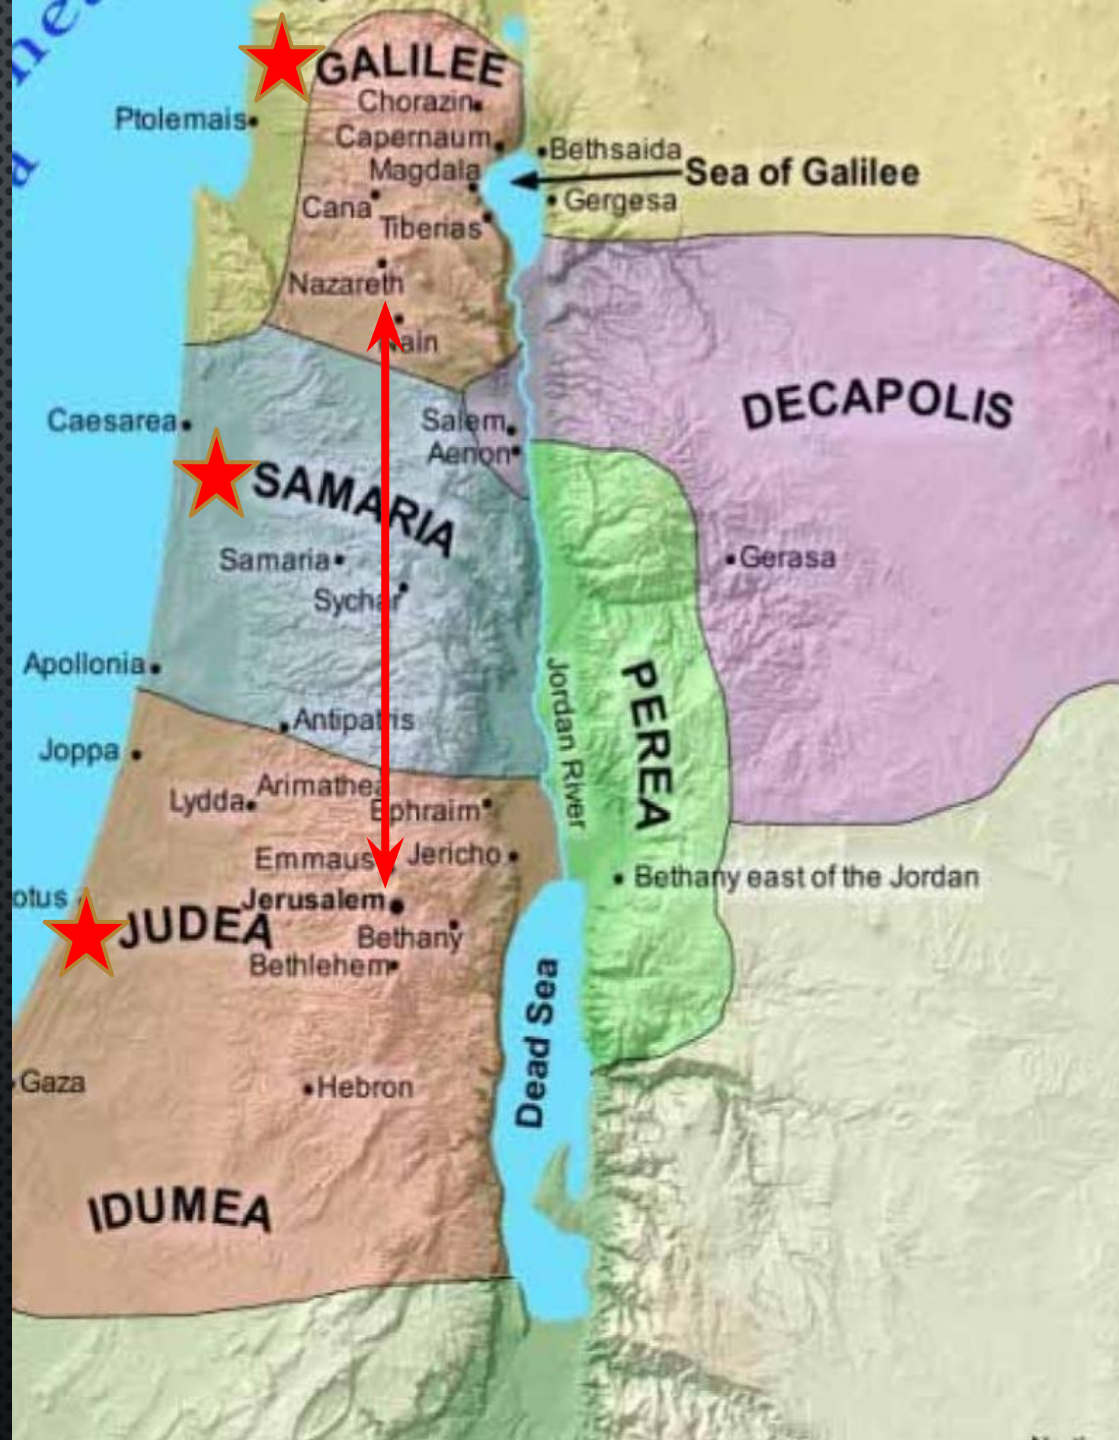 GALILEE
Chorazin
Ptolemais
Capernaum
Bethsaida
Magdala
Sea of Galilee
Cana
Gergesa
Tiberias
Nazareth
DECAPOLIS
Caesarea
Salem
Aenon
SAMARIA
Samaria
Gerasa
Sychar
Apollonia
Jordan River
PEREA
Antipatris
Joppa
Arimathea
Lydda
Ephraim
Emmaus
Jericho
Bethany east of the Jordan
otus
Jerusalem
JUDEA
Bethany
Bethlehem
Dead Sea
Gaza
Hebron
IDUMEA